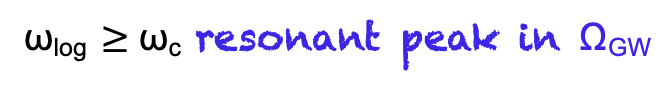 ω_log ≥ ω_c resonant peak in Ω_GW